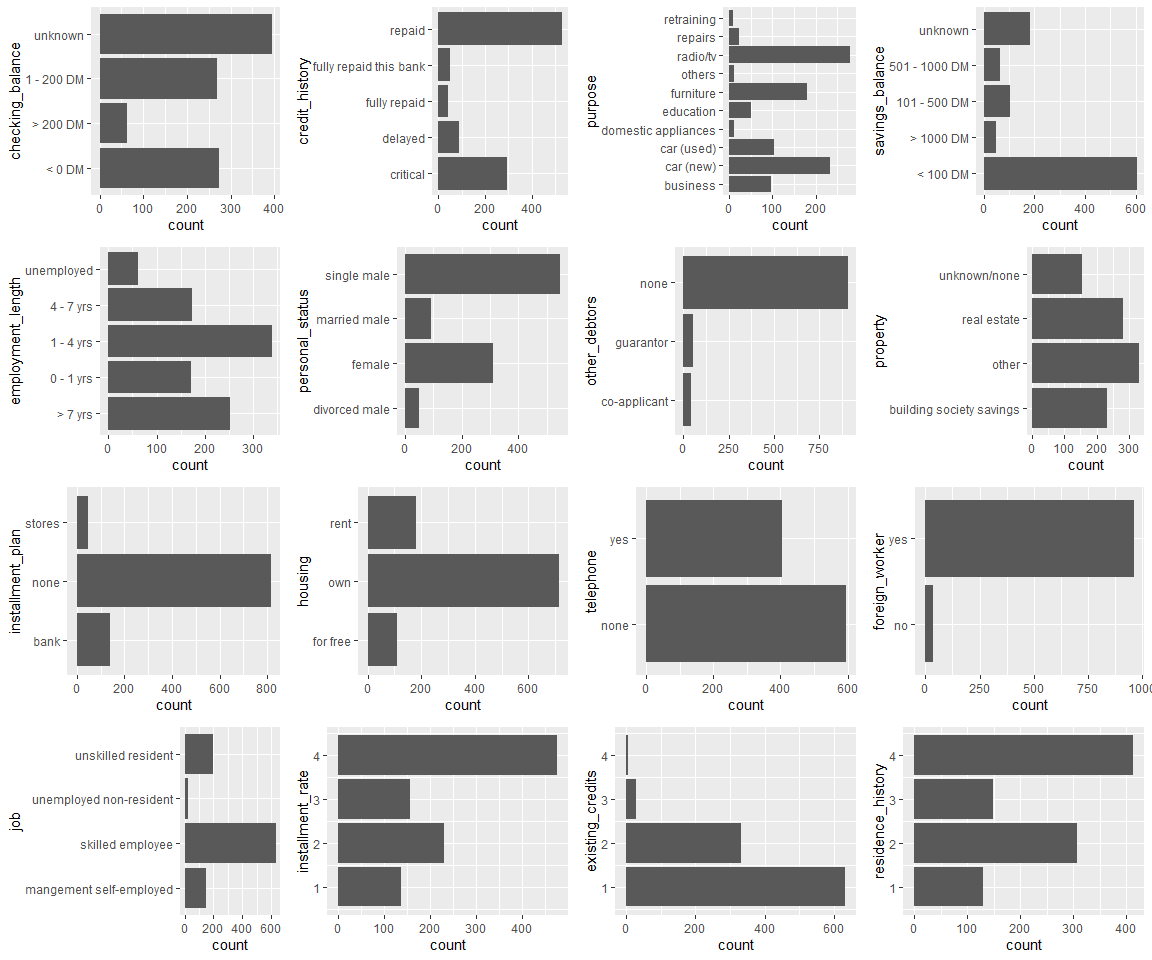 checking_balance
unknown
1 - 200 DM
> 200 DM
< 0 DM
0 100 200 300 400
count
credit_history
repaid
fully repaid this bank
fully repaid
delayed
critical
0 200 400
count
purpose
retraining
repairs
radio/tv
others
furniture
education
domestic appliances
car (used)
car (new)
business
0 100 200
count
savings_balance
unknown
501 - 1000 DM
101 - 500 DM
> 1000 DM
< 100 DM
0 200 400 600
count
employment_length
unemployed
4 - 7 yrs
1 - 4 yrs
0 - 1 yrs
> 7 yrs
0 100 200 300
count
personal_status
single male
married male
female
divorced male
0 200 400
count
other_debtors
none
guarantor
co-applicant
0 250 500 750
count
property
unknown/none
real estate
other
building society savings
0 100 200 300
count
installment_plan
stores
none
bank
0 200 400 600 800
count
housing
rent
own
for free
0 200 400 600
count
telephone
yes
none
0 200 400 600
count
foreign_worker
yes
no
0 250 500 750 1000
count
job
unskilled resident
unemployed non-resident
skilled employee
mangement self-employed
0 200 400 600
count
installment_rate
4
3
2
1
0 100 200 300 400
count
existing_credits
4
3
2
1
0 200 400 600
count
residence_history
4
3
2
1
0 100 200 300 400
count